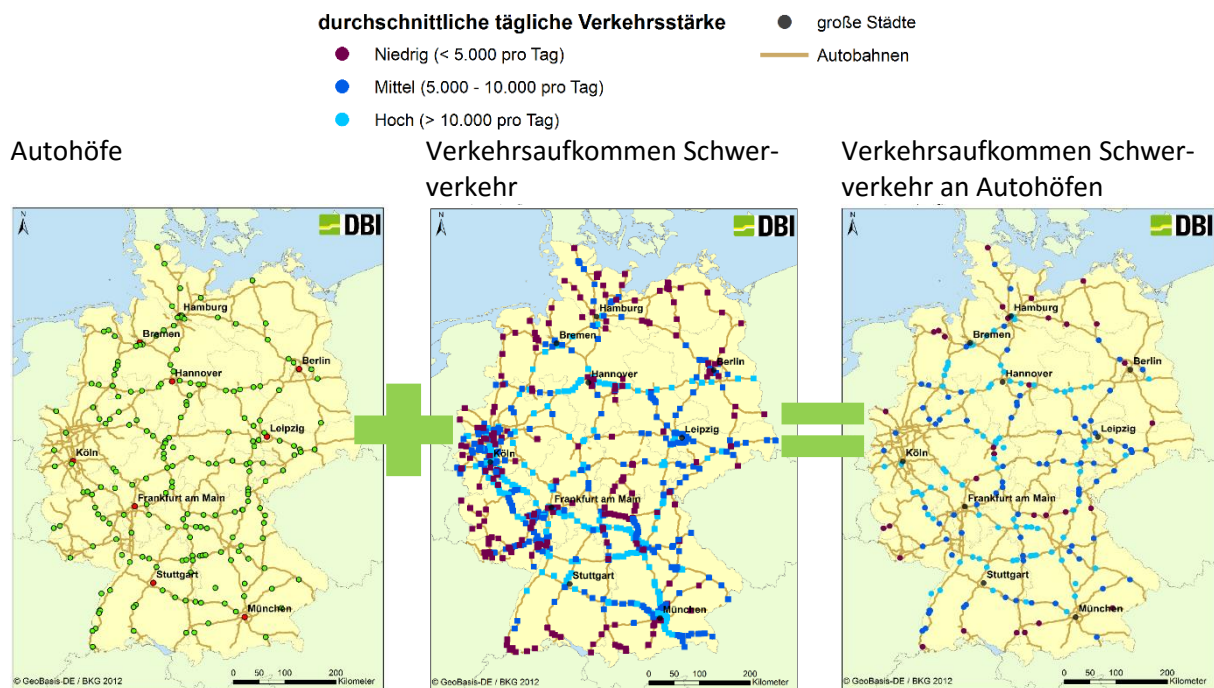 durchschnittliche tägliche Verkehrsstärke
Niedrig (< 5.000 pro Tag)
Mittel (5.000 - 10.000 pro Tag)
Hoch (> 10.000 pro Tag)
große Städte
Autobahnen
Autohöfe
N
DBI
Hamburg
Bremen
Berlin
Hannover
Leipzig
Köln
Frankfurt am Main
Stuttgart
München
© GeoBasis-DE / BKG 2012
0 50 100 200
Kilometer
Verkehrsaufkommen Schwer-
verkehr
N
DBI
Hamburg
Bremen
Berlin
Hannover
Leipzig
Köln
Frankfurt am Main
Stuttgart
München
© GeoBasis-DE / BKG 2012
0 50 100 200
Kilometer
Verkehrsaufkommen Schwer-
verkehr an Autohöfen
N
DBI
Hamburg
Bremen
Berlin
Hannover
Leipzig
Köln
Frankfurt am Main
Stuttgart
München
© GeoBasis-DE / BKG 2012
0 50 100 200
Kilometer